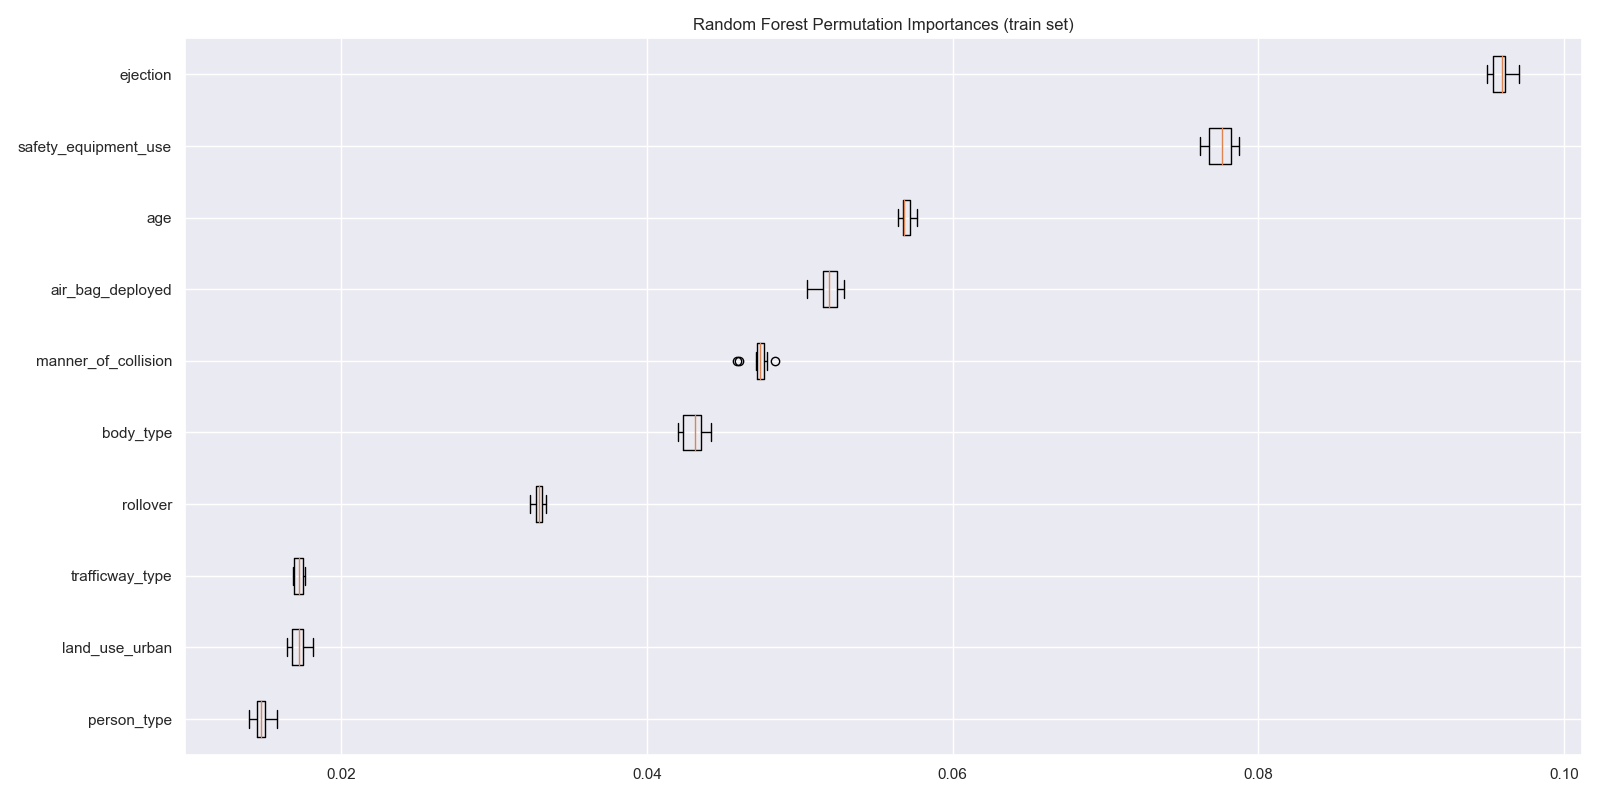 Random Forest Permutation Importances (train set)
ejection
safety_equipment_use
age
air_bag_deployed
manner_of_collision
body_type
rollover
trafficway_type
land_use_urban
person_type
0.02 0.04 0.06 0.08 0.10